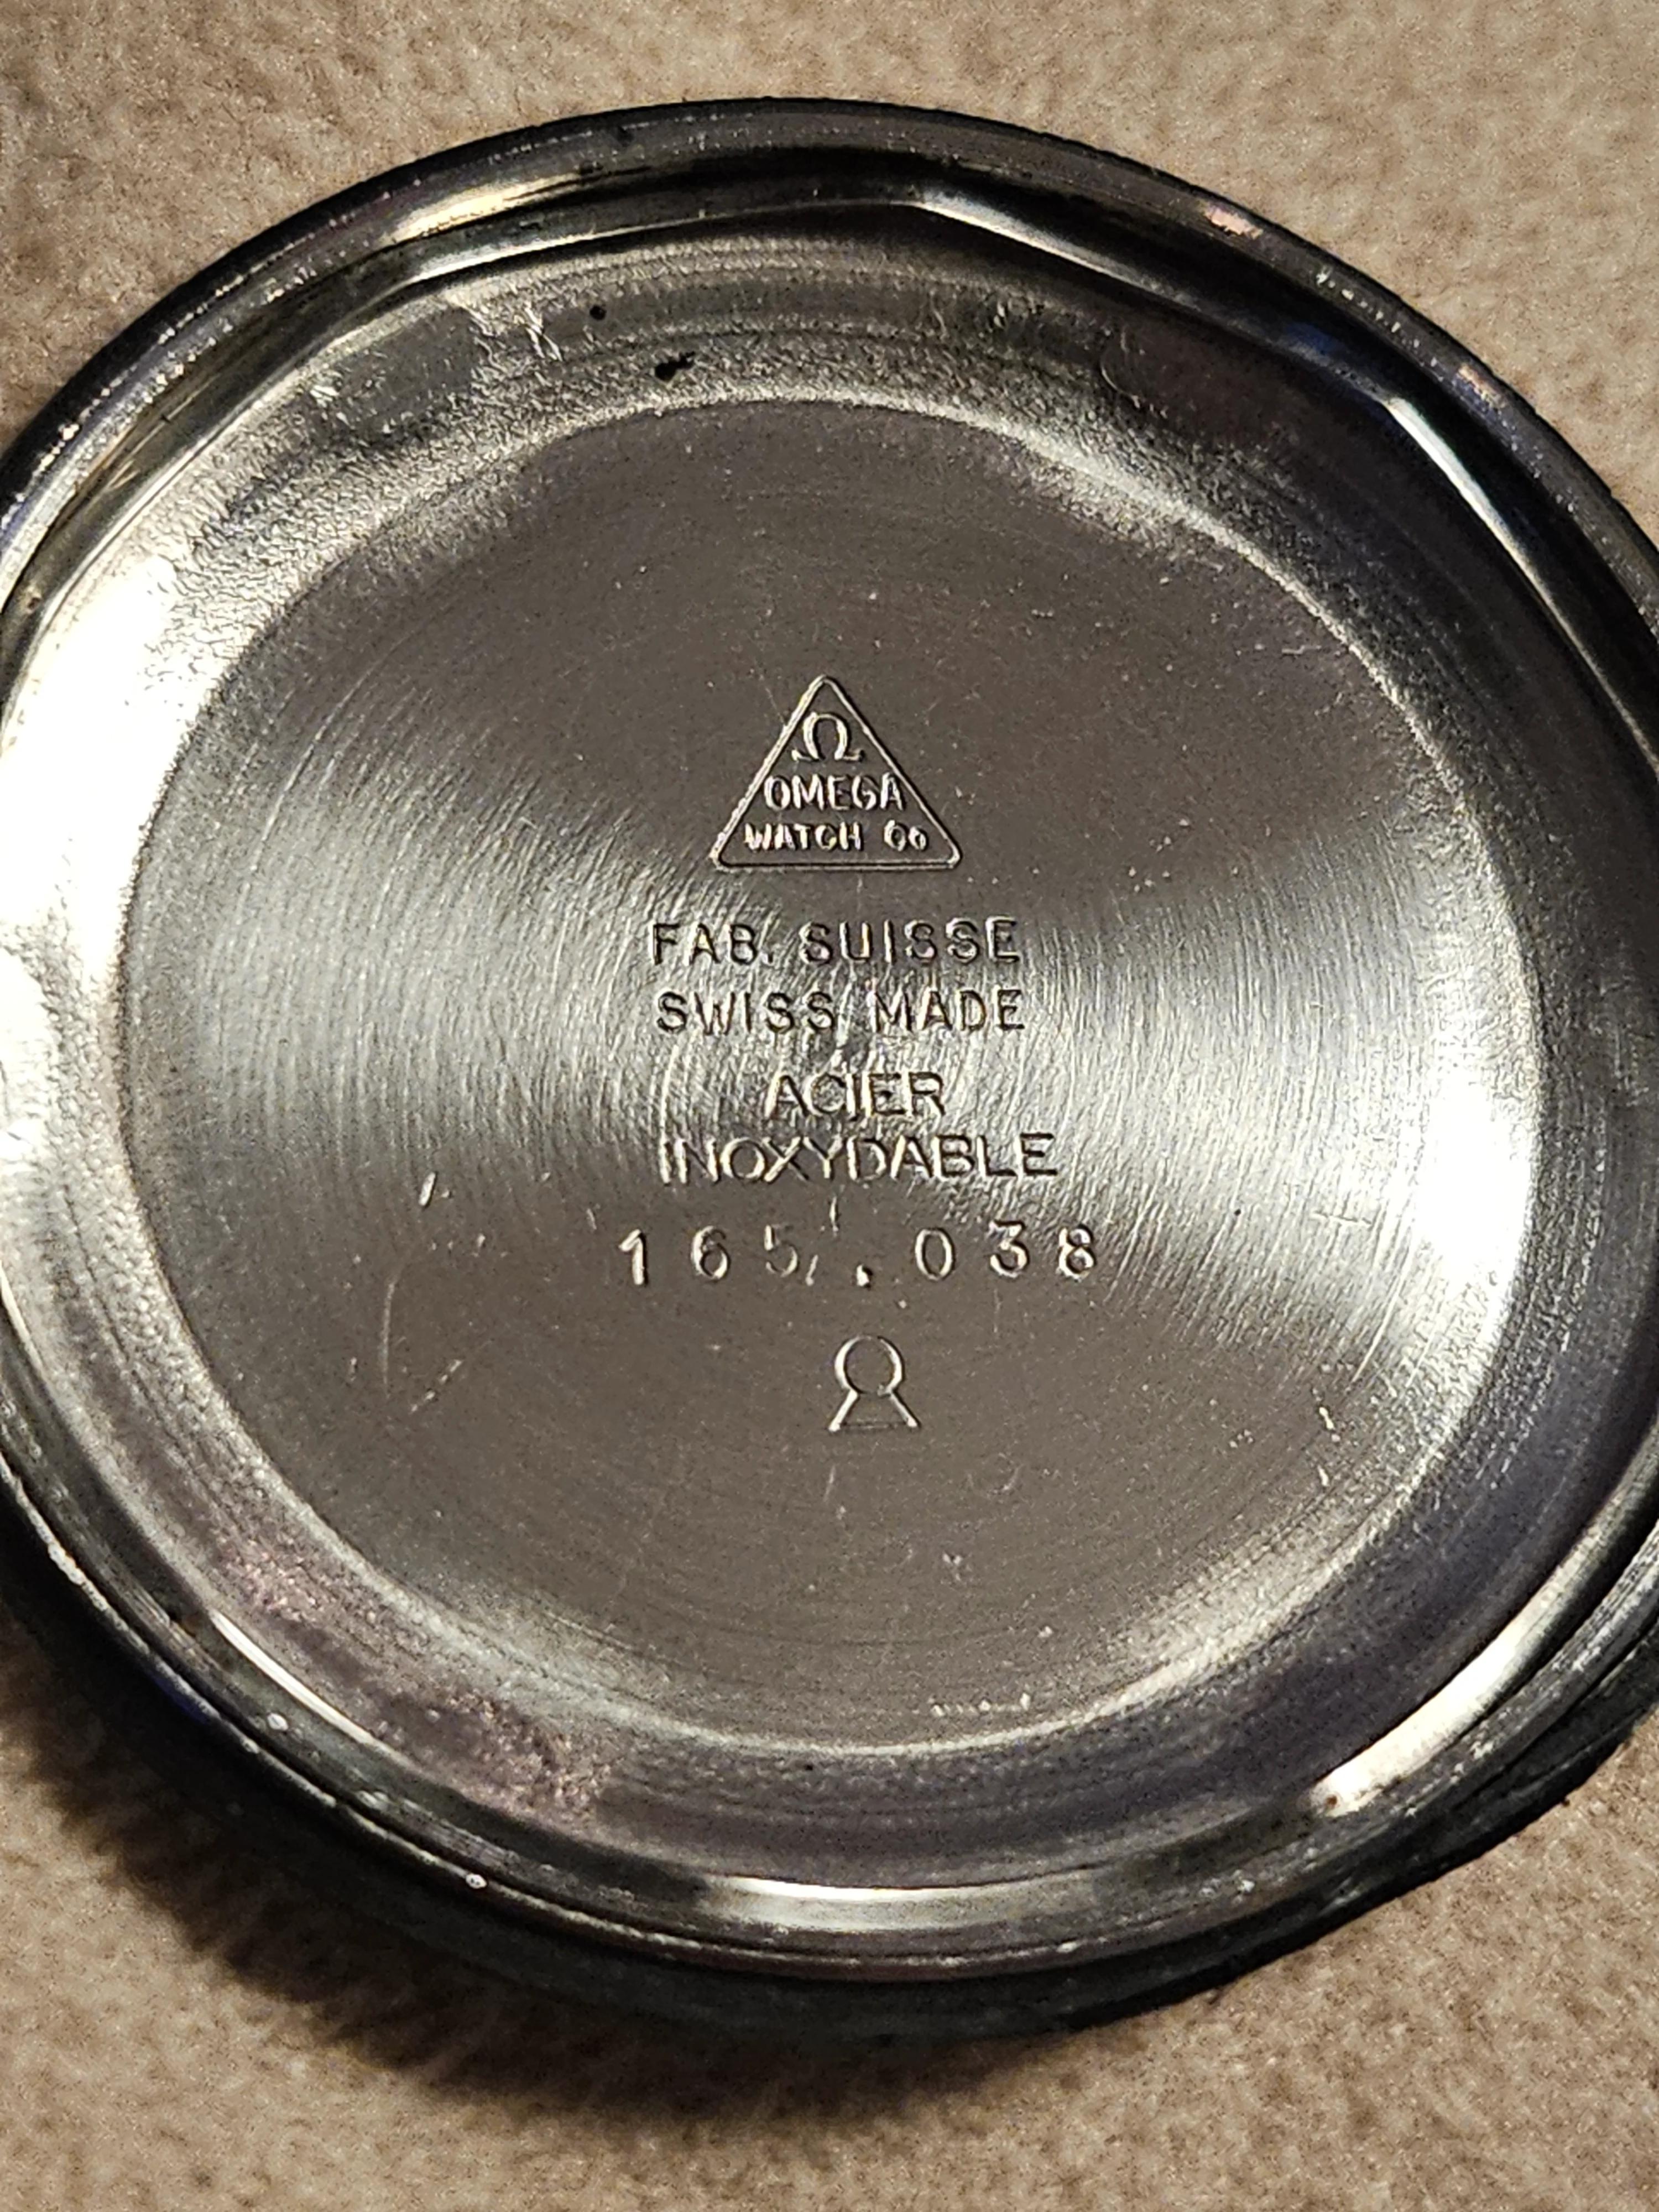 Ω
OMEGA
WATCH Co
FAB. SUISSE
SWISS MADE
ACIER
INOXYDABLE
165.038